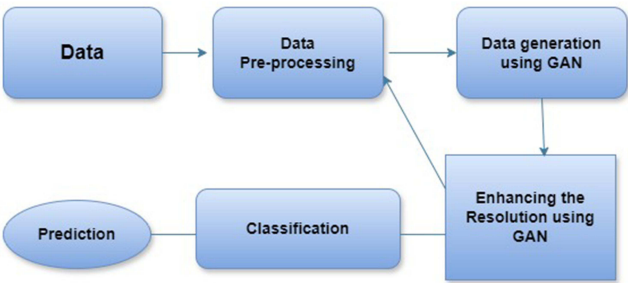 Data
Data
Pre-processing
Data generation
using GAN
Enhancing the
Resolution using
GAN
Classification
Prediction